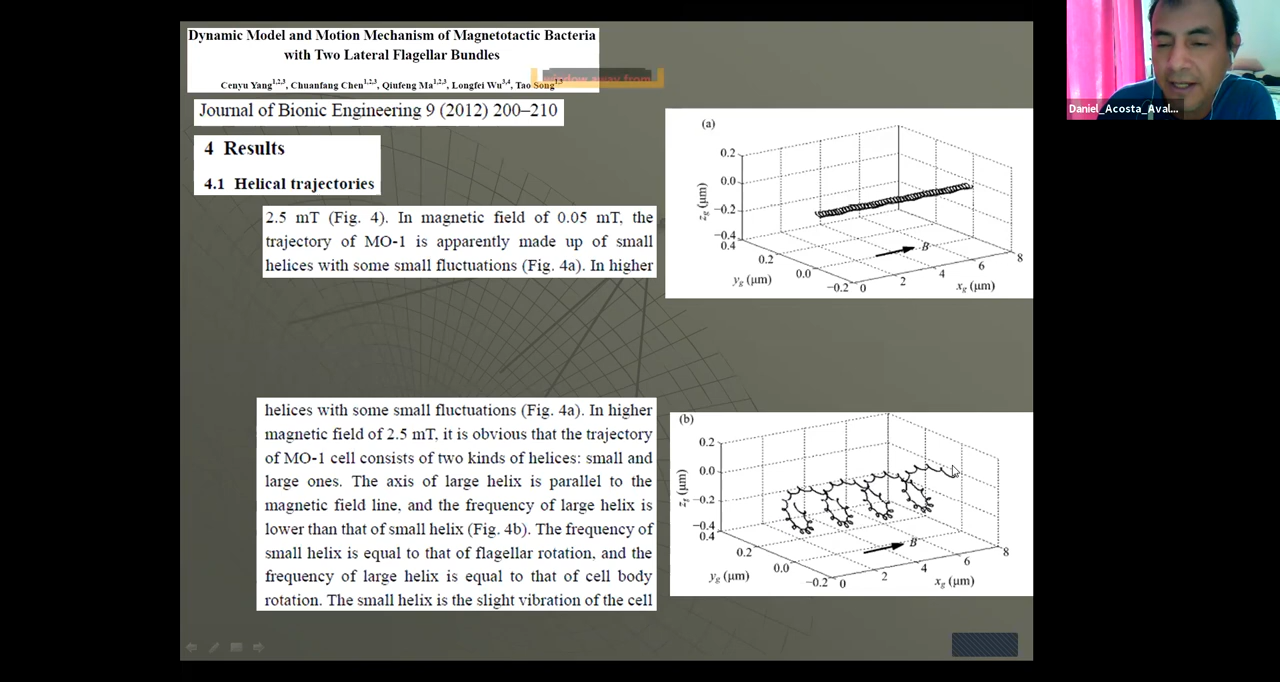 Dynamic Model and Motion Mechanism of Magnetotactic Bacteria
with Two Lateral Flagellar Bundles
Cenyu Yang1,2,3, Chuanfang Chen1,2,3, Qiufeng Ma1,2,3, Longfei Wu3,4, Tao Song1,3
window away from
Journal of Bionic Engineering 9 (2012) 200–210
4 Results
4.1 Helical trajectories
2.5 mT (Fig. 4). In magnetic field of 0.05 mT, the
trajectory of MO-1 is apparently made up of small
helices with some small fluctuations (Fig. 4a). In higher
helices with some small fluctuations (Fig. 4a). In higher
magnetic field of 2.5 mT, it is obvious that the trajectory
of MO-1 cell consists of two kinds of helices: small and
large ones. The axis of large helix is parallel to the
magnetic field line, and the frequency of large helix is
lower than that of small helix (Fig. 4b). The frequency of
small helix is equal to that of flagellar rotation, and the
frequency of large helix is equal to that of cell body
rotation. The small helix is the slight vibration of the cell
(a)
0.2
0.0
−0.2
−0.4
zg (μm)
0.4
0.2
0.0
−0.2
yg (μm)
0
2
4
6
8
xg (μm)
B
(b)
0.2
0.0
−0.2
−0.4
zg (μm)
0.4
0.2
0.0
−0.2
yg (μm)
0
2
4
6
8
xg (μm)
B
Daniel_Acosta_Aval...